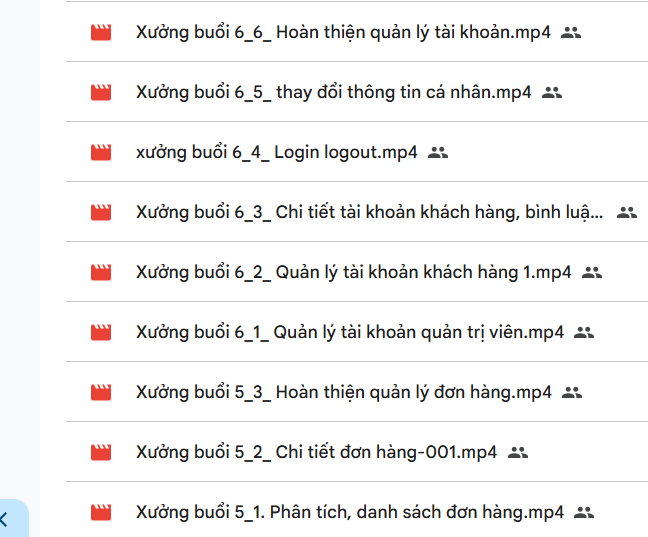 Xưởng buổi 6_6_ Hoàn thiện quản lý tài khoản.mp4
Xưởng buổi 6_5_ thay đổi thông tin cá nhân.mp4
xưởng buổi 6_4_ Login logout.mp4
Xưởng buổi 6_3_ Chi tiết tài khoản khách hàng, bình luậ...
Xưởng buổi 6_2_ Quản lý tài khoản khách hàng 1.mp4
Xưởng buổi 6_1_ Quản lý tài khoản quản trị viên.mp4
Xưởng buổi 5_3_ Hoàn thiện quản lý đơn hàng.mp4
Xưởng buổi 5_2_ Chi tiết đơn hàng-001.mp4
Xưởng buổi 5_1. Phân tích, danh sách đơn hàng.mp4